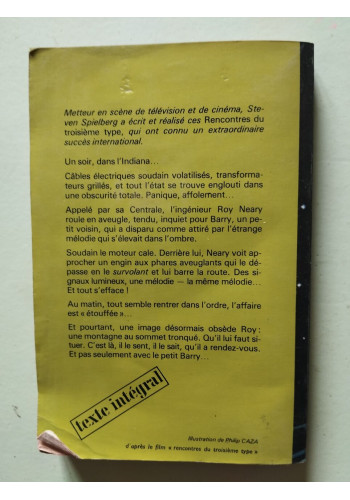 Metteur en scène de télévision et de cinéma, Ste-
ven Spielberg a écrit et réalisé ces Rencontres du
troisième type, qui ont connu un extraordinaire
succès international.
Un soir, dans l'Indiana...
Câbles électriques soudain volatilisés, transforma-
teurs grillés, et tout l'état se trouve englouti dans
une obscurité totale. Panique, affolement...
Appelé par sa Centrale, l'ingénieur Roy Neary
roule en aveugle, tendu, inquiet pour Barry, un pe-
tit voisin, qui a disparu comme attiré par l'étrange
mélodie qui s'élevait dans l'ombre.
Soudain le moteur cale. Derrière lui, Neary voit ap-
procher un engin aux phares aveuglants qui le dé-
passe en le survolant et lui barre la route. Des si-
gnaux lumineux, une mélodie — la même mélodie...
Et tout s'efface !
Au matin, tout semble rentrer dans l'ordre, l'affaire
est « étouffée »...
Et pourtant, une image désormais obsède Roy :
une montagne au sommet tronqué. Qu'il lui faut si-
tuer. C'est là, il le sent, il le sait, qu'il a rendez-vous.
Et pas seulement avec le petit Barry...
texte intégral
Illustration de Philip CAZA
d'après le film « rencontres du troisième type »